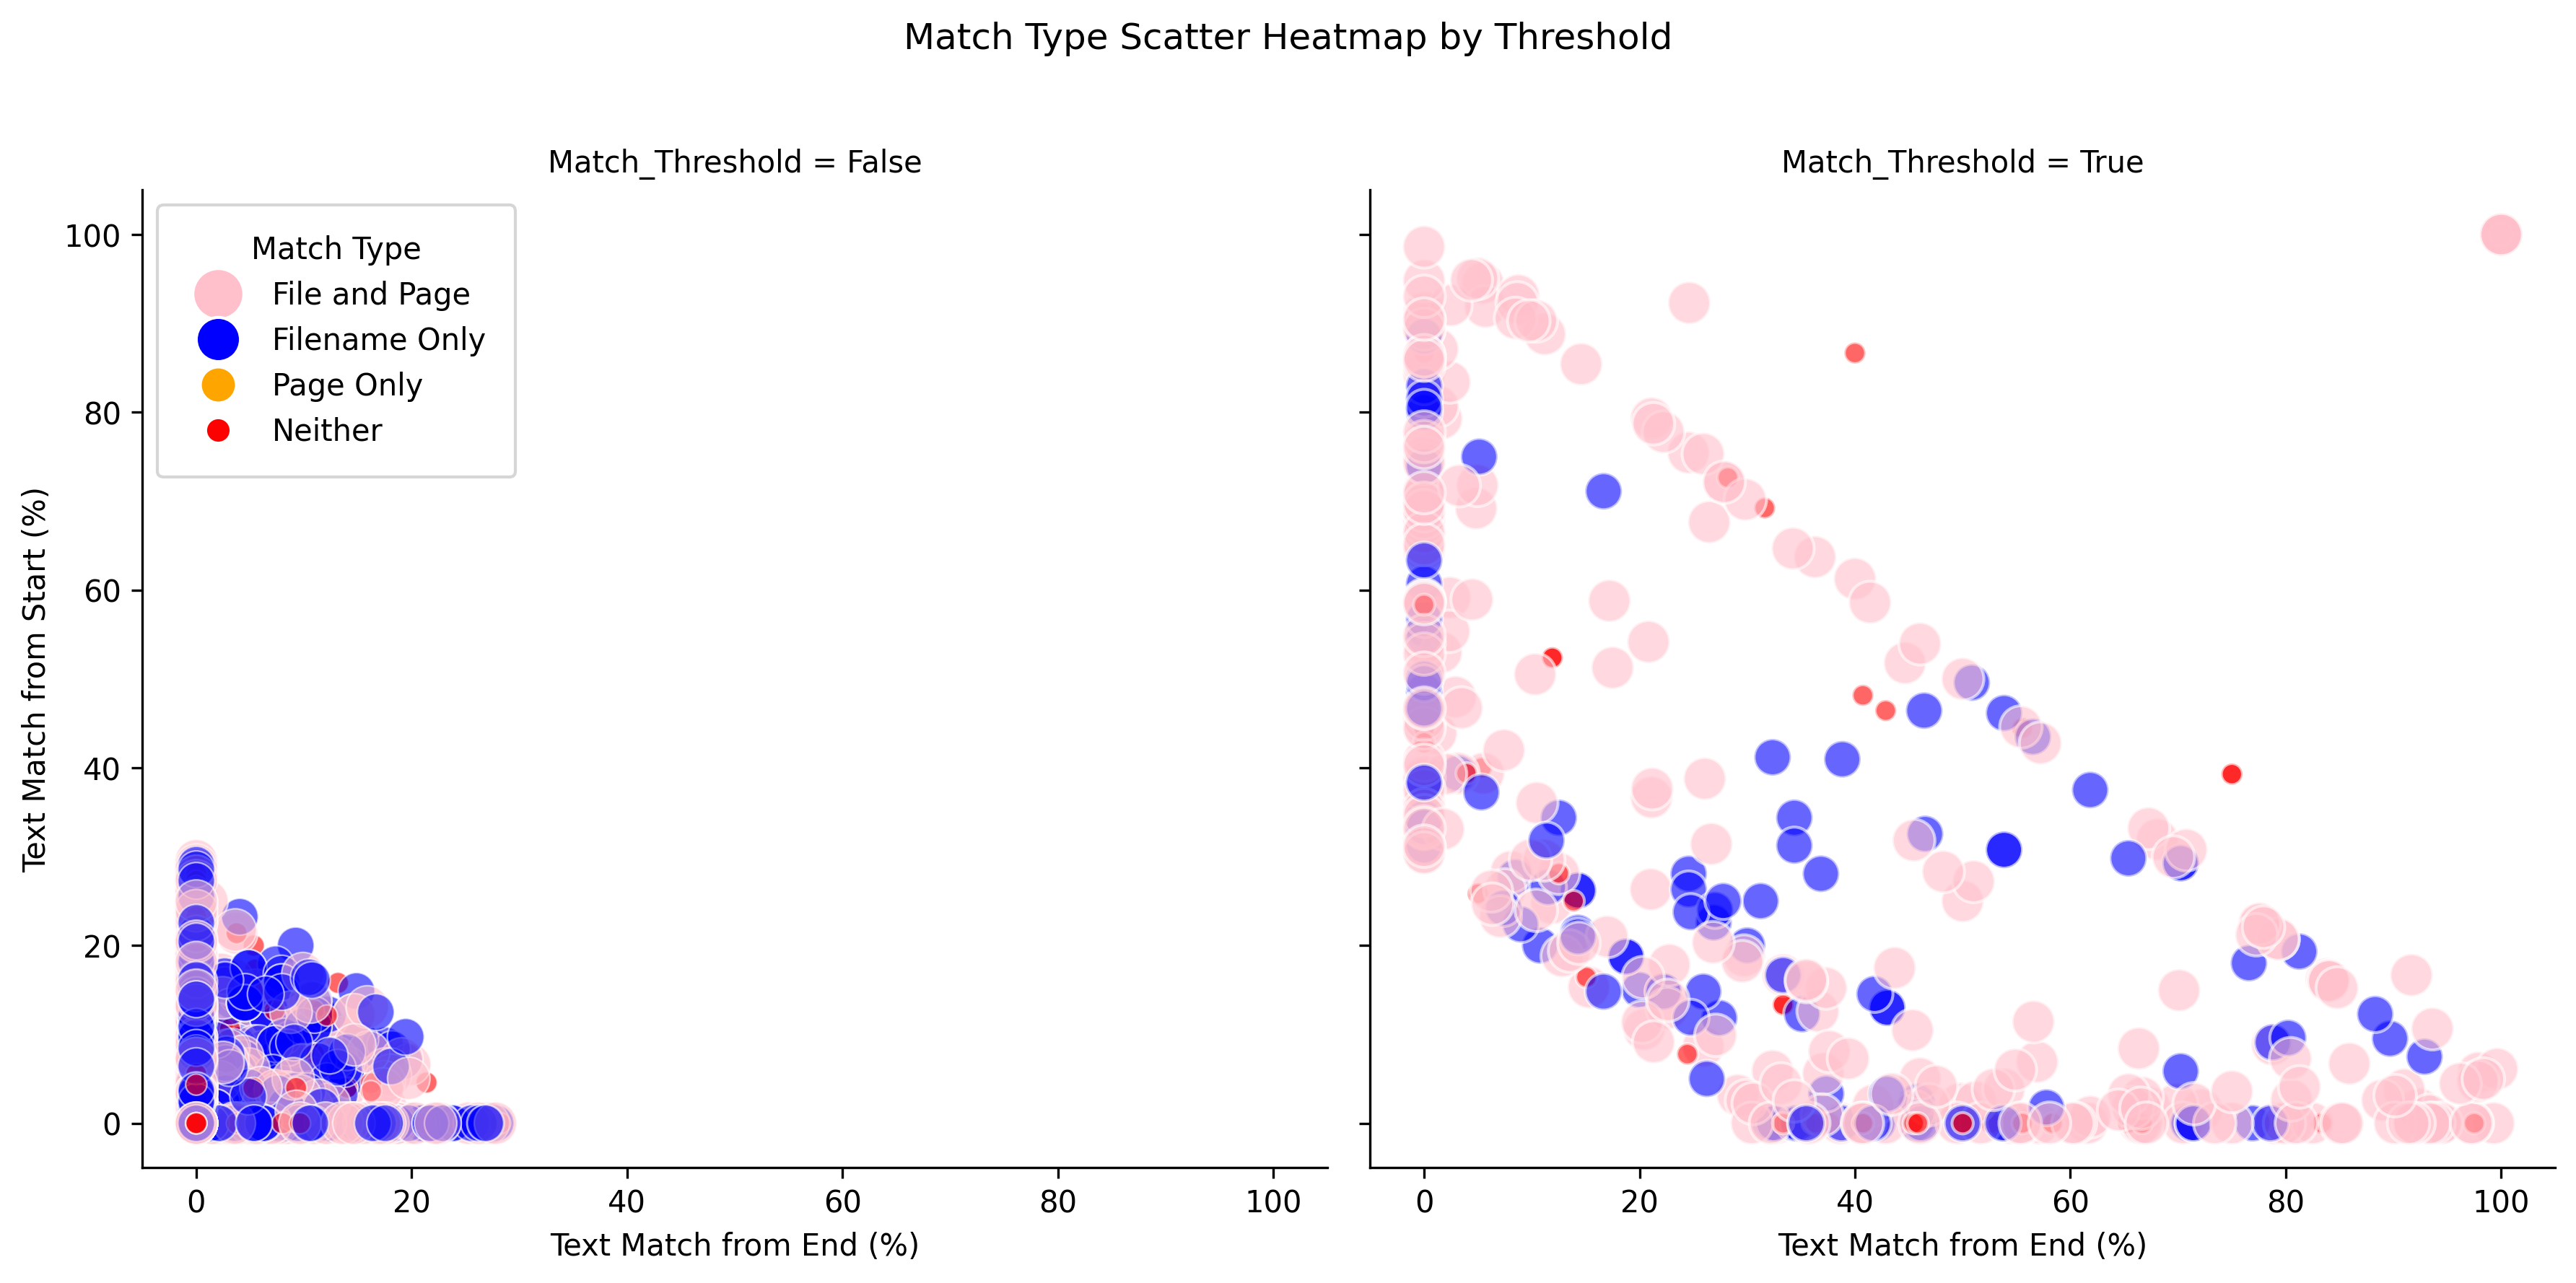 Match Type Scatter Heatmap by Threshold
Match_Threshold = False
Match_Threshold = True
Text Match from Start (%)
100
80
60
40
20
0
Match Type
File and Page
Filename Only
Page Only
Neither
0 20 40 60 80 100
0 20 40 60 80 100
Text Match from End (%)
Text Match from End (%)